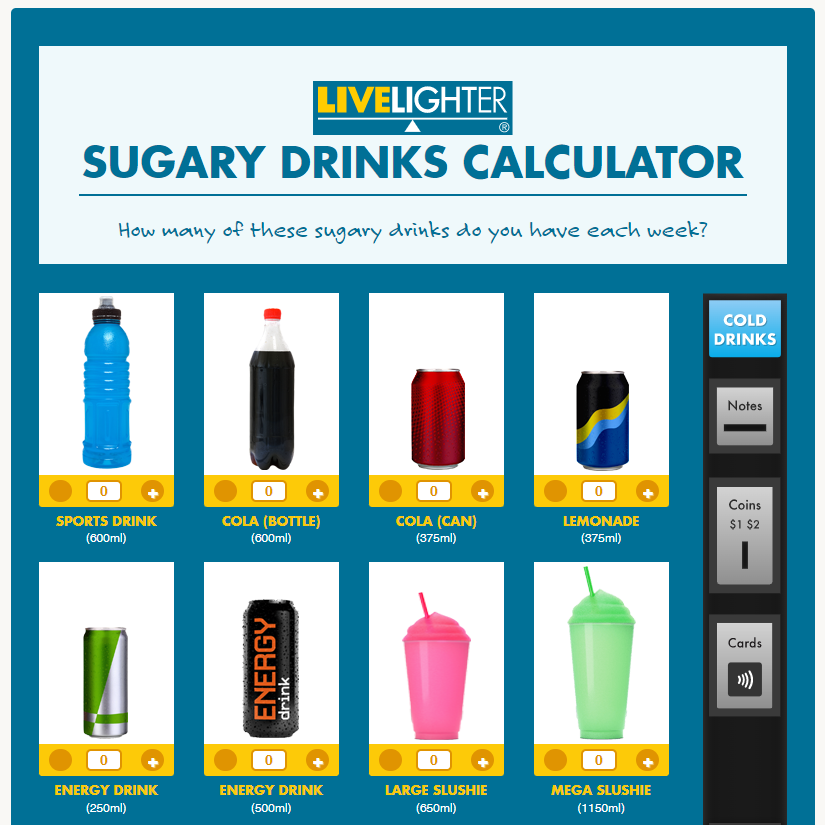 LIVELIGHTER®
SUGARY DRINKS CALCULATOR
How many of these sugary drinks do you have each week?
COLD
DRINKS
Notes
Coins
$1 $2
Cards
0 0 0 0
SPORTS DRINK COLA (BOTTLE) COLA (CAN) LEMONADE
(600ml) (600ml) (375ml) (375ml)
ENERGY
drink
0 0 0 0
ENERGY DRINK ENERGY DRINK LARGE SLUSHIE MEGA SLUSHIE
(250ml) (500ml) (650ml) (1150ml)